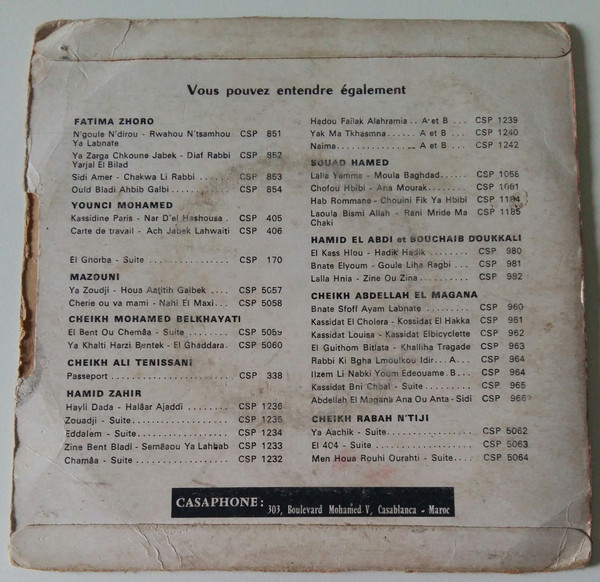 Vous pouvez entendre également
FATIMA ZHORO
N'goule N'dirou - Rwahou N'tsamhou CSP 851
Ya Labnate
Ya Zarga Chkoune Jabek - Diaf Rabbi CSP 852
Yarjal El Bilad
Sidi Amer - Chakwa Li Rabbi ...... CSP 853
Ould Bladi Ahbib Galbi .......... CSP 854
YOUNCI MOHAMED
Kassidine Paris - Nar D'el Hashousa . CSP 405
Carte de travail - Ach Jabek Lahwaiti CSP 406
El Ghorba - Suite .............. CSP 170
MAZOUNI
Ya Zoudji - Houa Aatjtih Galbek .... CSP 5057
Cherie ou va mami - Nahi El Maxi... CSP 5058
CHEIKH MOHAMED BELKHAYATI
El Bent Ou Chemâa - Suite ........ CSP 5059
Ya Khalti Harzi Bentek - El Ghaddara. CSP 5060
CHEIKH ALI TENISSANI
Passeport ..................... CSP 338
HAMID ZAHIR
Hayli Dada - Halâar Ajaddi ........ CSP 1236
Zouadji - Suite................. CSP 1235
Eddalem - Suite................ CSP 1234
Zine Bent Bladi - Semêaou Ya Lahbab CSP 1233
Chamâa - Suite ................ CSP 1232
Hadou Failak Alahramia .. A et B ... CSP 1239
Yak Ma Tkhasmna...... A et B ... CSP 1240
Naima................ A et B ... CSP 1242
SOUAD HAMED
Lalla Yamma - Moula Baghdad...... CSP 1058
Chofou Hbibi - Ana Mourak........ CSP 1061
Hab Rommane - Chouini Fik Ya Hbibi CSP 1184
Laoula Bismi Allah - Rani Mride Ma CSP 1185
Chaki
HAMID EL ABDI et BOUCHAIB DOUKKALI
El Kass Hlou - Hadik Hadik ........ CSP 980
Bnate Elyoum - Goule Liha Ragbi ... CSP 981
Lalla Hnia - Zine Ou Zina.......... CSP 982
CHEIKH ABDELLAH EL MAGANA
Bnate Sfoff Ayam Labnate ......... CSP 960
Kassidat El Cholera - Kossidat El Hakka CSP 961
Kassidat Louisa - Kassidat Elbicyclette CSP 962
El Guithom Bitlata - Khalliha Tragade CSP 963
Rabbi Ki Bgha Lmoulkou Idir... A.... CSP 964
Ilzem Li Nabki Youm Edeouame . B.... CSP 964
Kassidat Bni Chbal - Suite ......... CSP 965
Abdellah El Magana Ana Ou Anta - Sidi CSP 966
CHEIKH RABAH N'TIJI
Ya Aachik - Suite................ CSP 5062
El 404 - Suite .................. CSP 5063
Men Houa Rouhi Ourahti - Suite.... CSP 5064
CASAPHONE: 303, Boulevard Mohamed V, Casablanca - Maroc